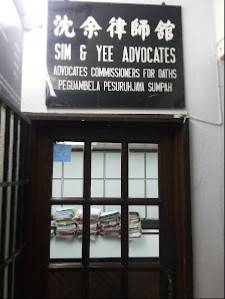 沈余律師館
SIM & YEE ADVOCATES
ADVOCATES COMMISSIONERS FOR OATHS
PEGUAMBELA PESURUHJAYA SUMPAH